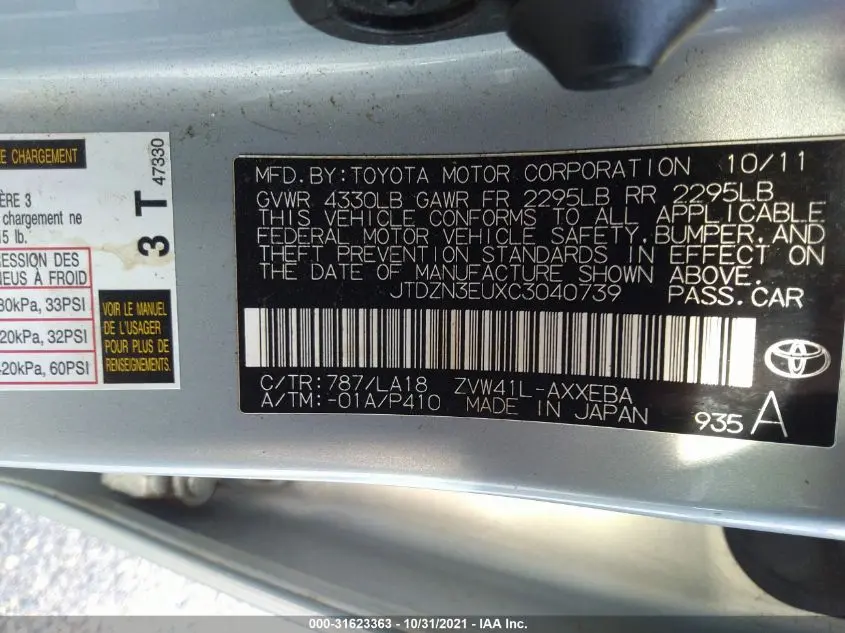 E CHARGEMENT
ÈRE 3
chargement ne
5 lb.
ESSION DES
NEUS À FROID
80kPa, 33PSI
20kPa, 32PSI
420kPa, 60PSI
3 T 47330
VOIR LE MANUEL
DE L'USAGER
POUR PLUS DE
RENSEIGNEMENTS.
MFD.BY:TOYOTA MOTOR CORPORATION 10/11
GVWR 4330LB GAWR FR 2295LB RR 2295LB
THIS VEHICLE CONFORMS TO ALL APPLICABLE
FEDERAL MOTOR VEHICLE SAFETY,BUMPER,AND
THEFT PREVENTION STANDARDS IN EFFECT ON
THE DATE OF MANUFACTURE SHOWN ABOVE.
JTDZN3EUXC3040739 PASS.CAR
C/TR:787/LA18 ZVW41L-AXXEBA
A/TM:-01A/P410 MADE IN JAPAN
935 A
000-31623363 - 10/31/2021 - IAA Inc.